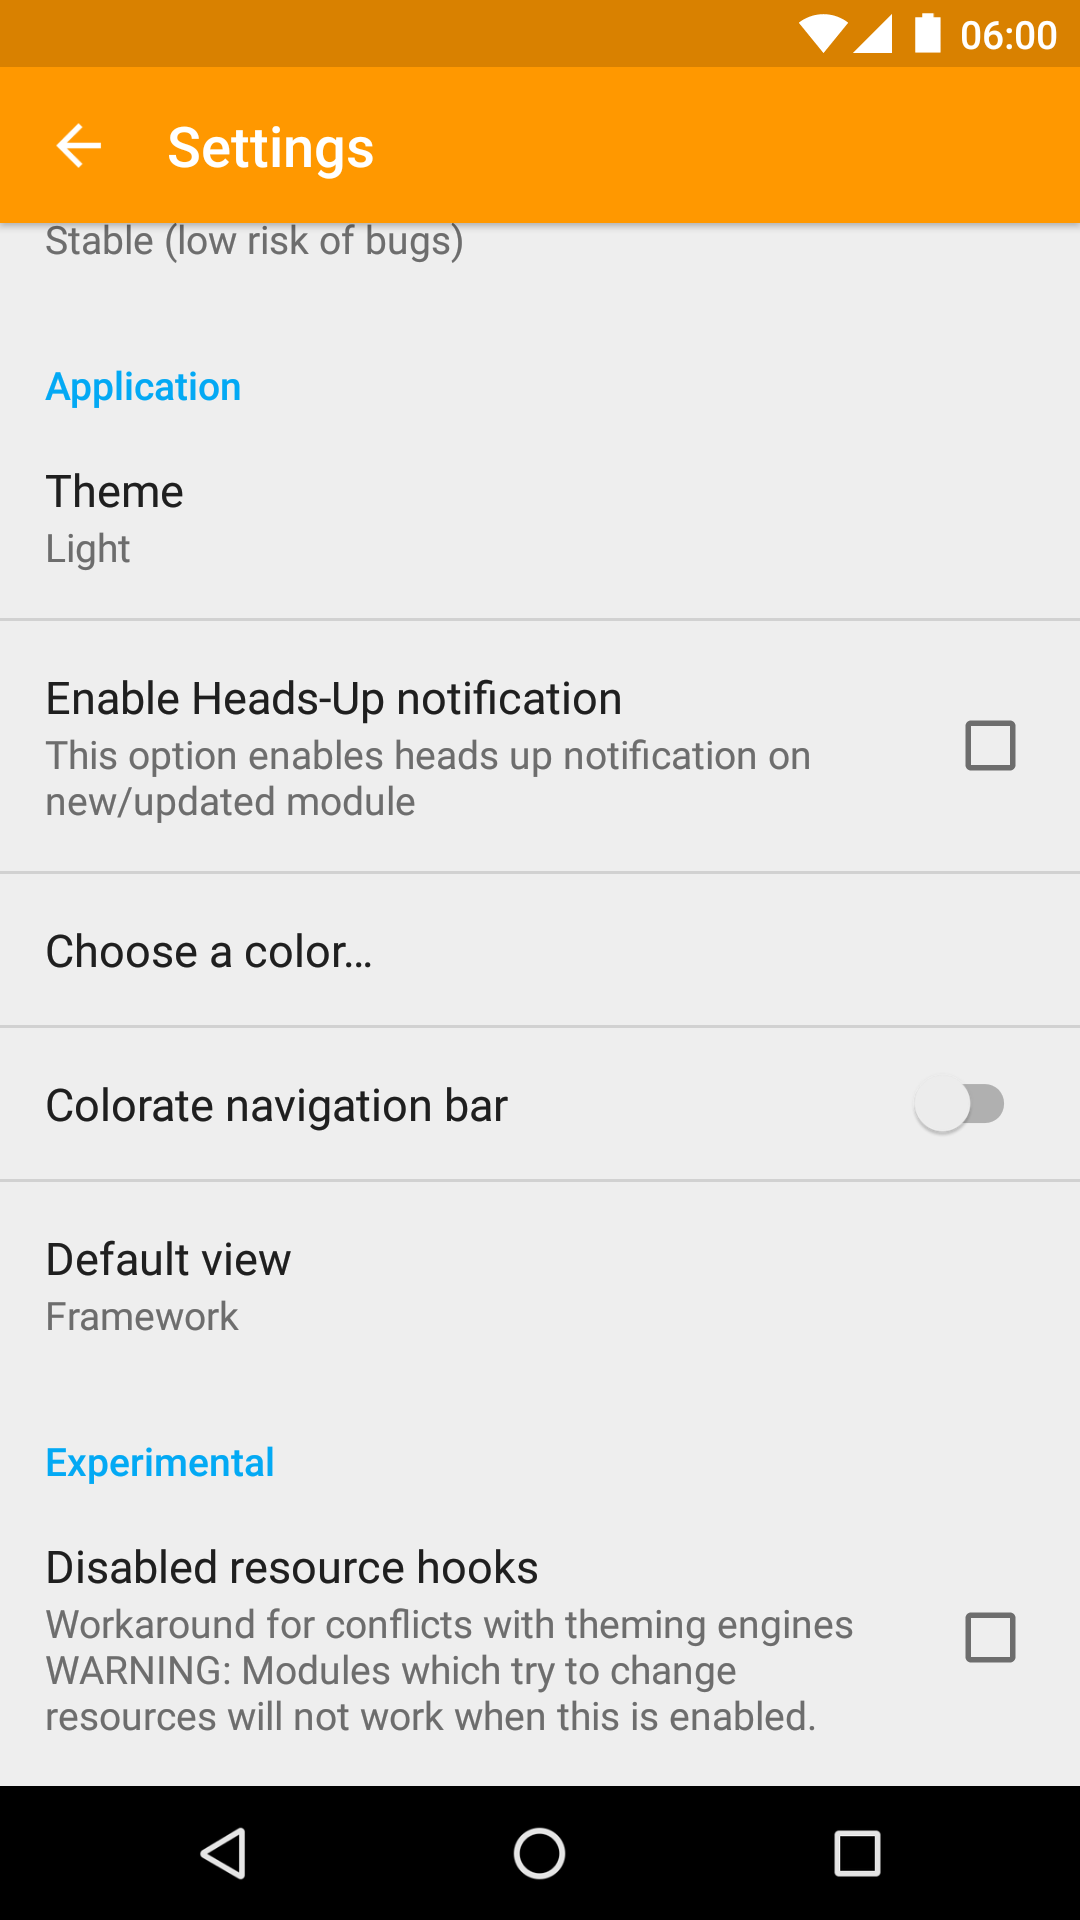 06:00
Settings
Stable (low risk of bugs)
Application
Theme
Light
Enable Heads-Up notification
This option enables heads up notification on
new/updated module
Choose a color…
Colorate navigation bar
Default view
Framework
Experimental
Disabled resource hooks
Workaround for conflicts with theming engines
WARNING: Modules which try to change
resources will not work when this is enabled.